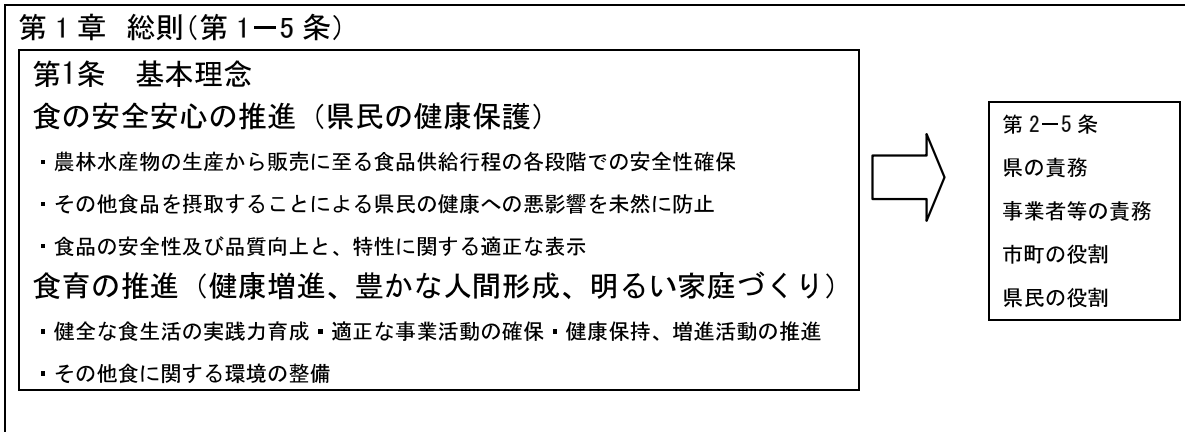 第1章 総則(第1ー5条)
第1条 基本理念
食の安全安心の推進(県民の健康保護)
・農林水産物の生産から販売に至る食品供給行程の各段階での安全性確保
・その他食品を摂取することによる県民の健康への悪影響を未然に防止
・食品の安全性及び品質向上と、特性に関する適正な表示
食育の推進(健康増進、豊かな人間形成、明るい家庭づくり)
・健全な食生活の実践力育成・適正な事業活動の確保・健康保持、増進活動の推進
・その他食に関する環境の整備
第2ー5条
県の責務
事業者等の責務
市町の役割
県民の役割